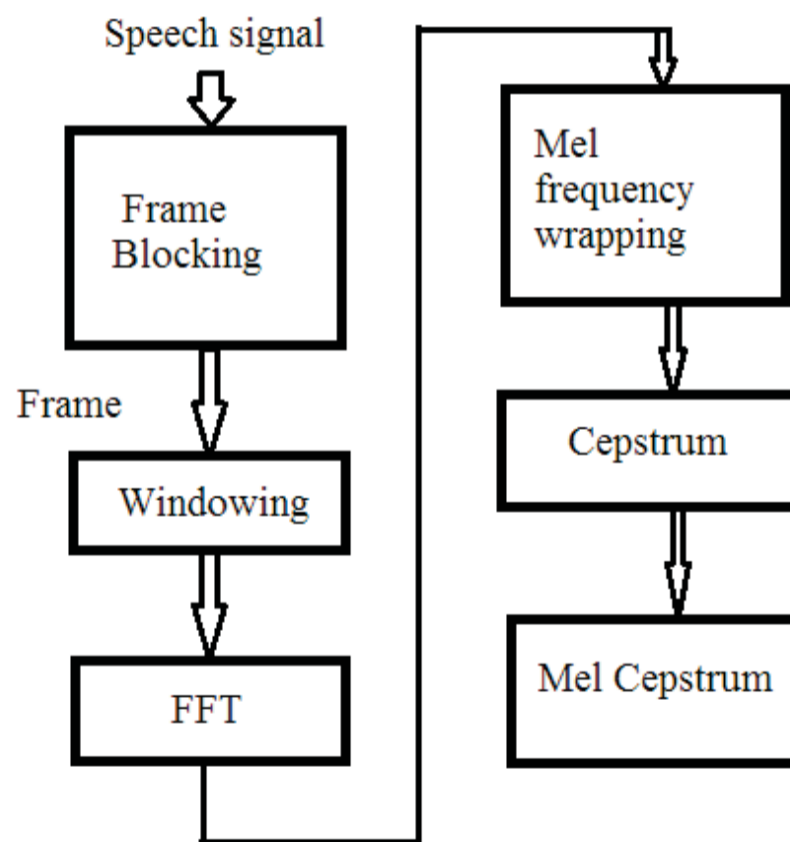 Speech signal
Frame
Blocking
Frame
Windowing
FFT
Mel
frequency
wrapping
Cepstrum
Mel Cepstrum